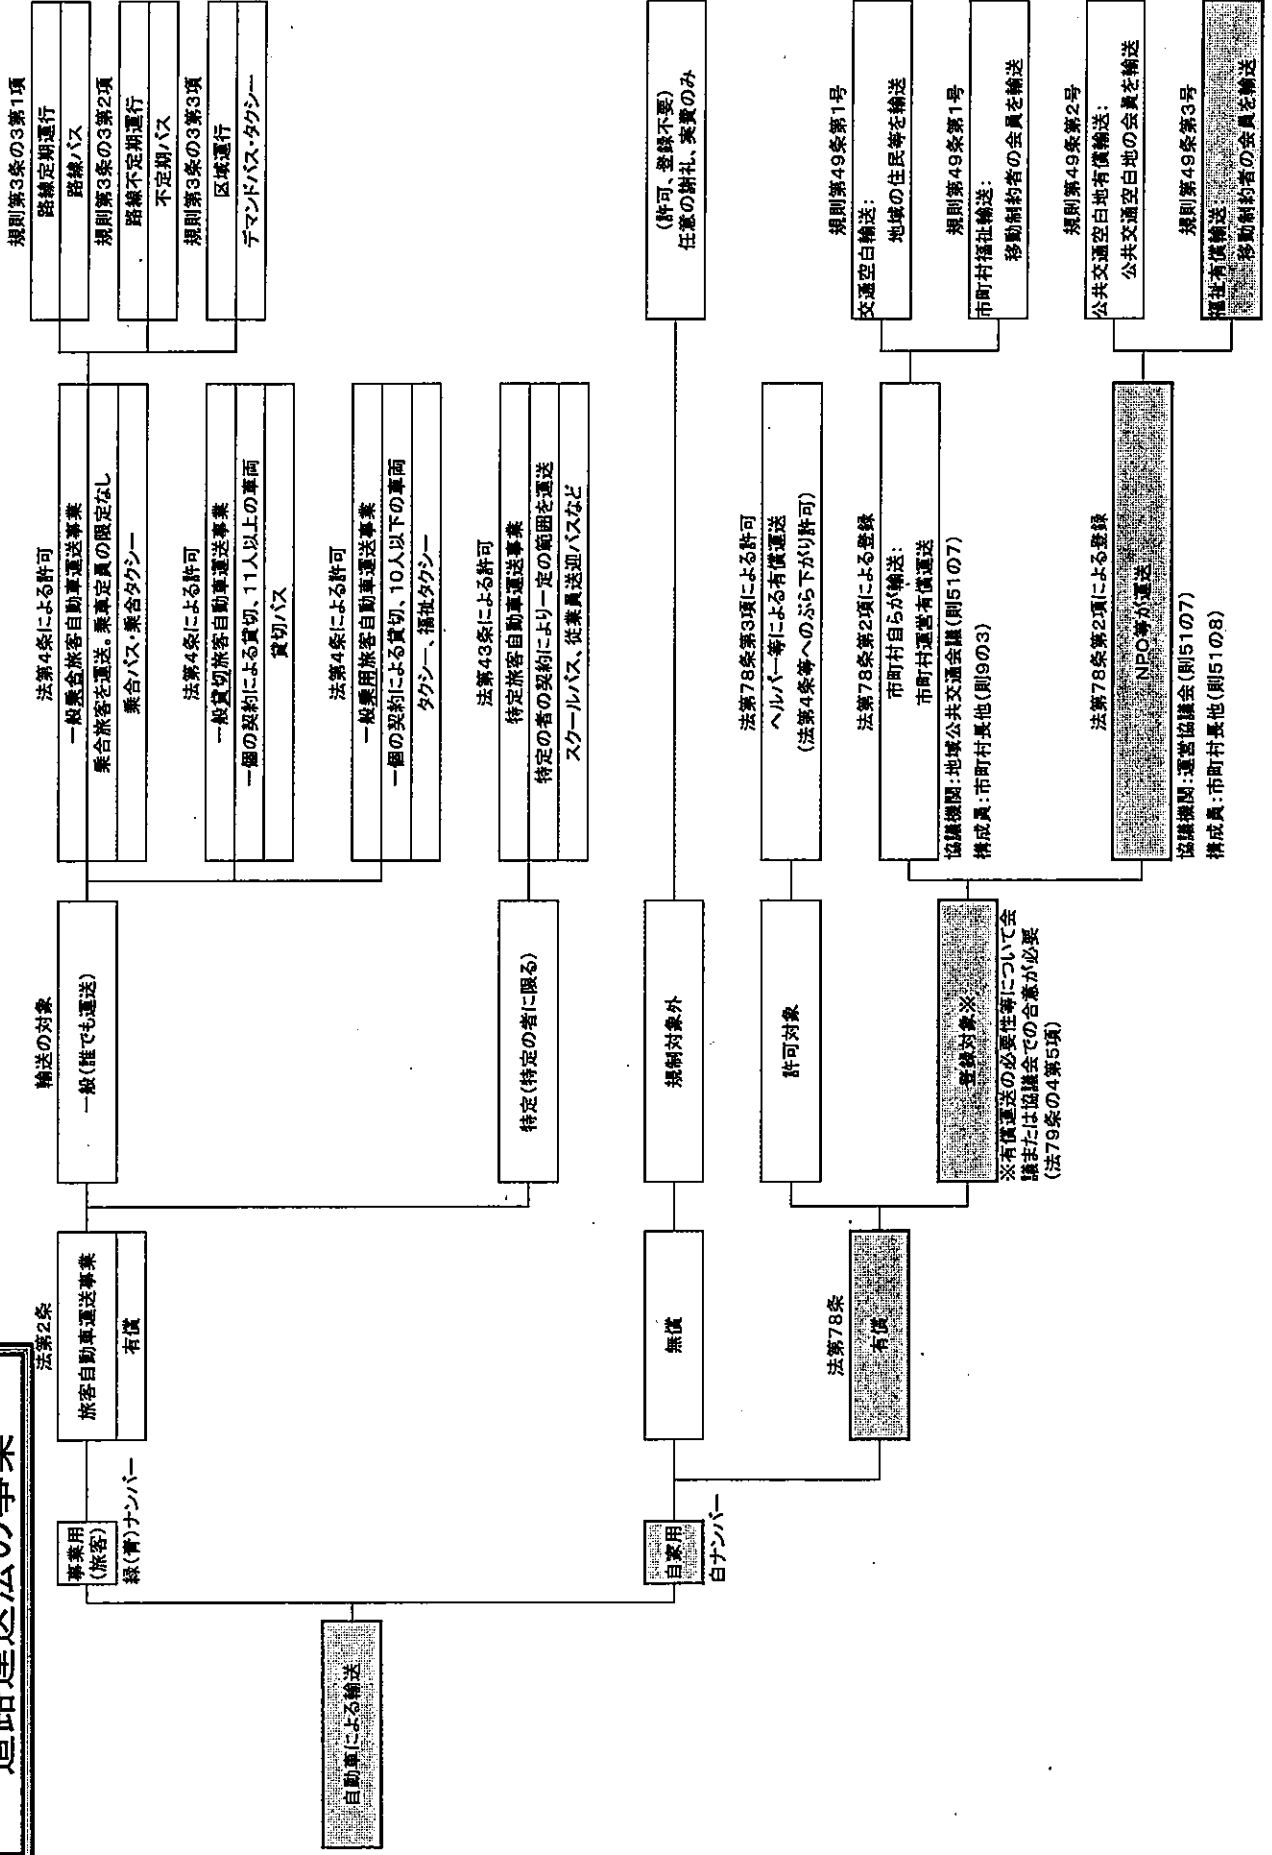 道路運送法の事業
自動車による輸送
事業用
(旅客)
緑(青)ナンバー
法第2条
旅客自動車運送事業
有償
輸送の対象
一般(誰でも運送)
法第4条による許可
一般乗合旅客自動車運送事業
乗合旅客を運送。乗車定員の限定なし
乗合バス・乗合タクシー
規則第3条の3第1項
路線定期運行
路線バス
規則第3条の3第2項
路線不定期運行
不定期バス
規則第3条の3第3項
区域運行
デマンドバス・タクシー
法第4条による許可
一般貸切旅客自動車運送事業
一個の契約による貸切、11人以上の車両
貸切バス
法第4条による許可
一般乗用旅客自動車運送事業
一個の契約による貸切、10人以下の車両
タクシー、福祉タクシー
特定(特定の者に限る)
法第43条による許可
特定旅客自動車運送事業
特定の者の契約により一定の範囲を運送
スクールバス、従業員送迎バスなど
自家用
白ナンバー
無償
規制対象外
(許可、登録不要)
任意の謝礼、実費のみ
法第78条
有償
許可対象
法第78条第3項による許可
ヘルパー等による有償運送
(法第4条等へのぶら下がり許可)
登録対象※
※有償運送の必要性等について会
議または協議会での合意が必要
(法79条の4第5項)
法第78条第2項による登録
市町村自らが輸送:
市町村運営有償運送
協議機関:地域公共交通会議(則51の7)
構成員:市町村長他(則9の3)
規則第49条第1号
交通空白輸送:
地域の住民等を輸送
規則第49条第1号
市町村福祉輸送:
移動制約者の会員を輸送
法第78条第2項による登録
NPO等が運送
協議機関:運営協議会(則51の7)
構成員:市町村長他(則51の8)
規則第49条第2号
公共交通空白地有償輸送:
公共交通空白地の会員を輸送
規則第49条第3号
福祉有償輸送:
移動制約者の会員を輸送